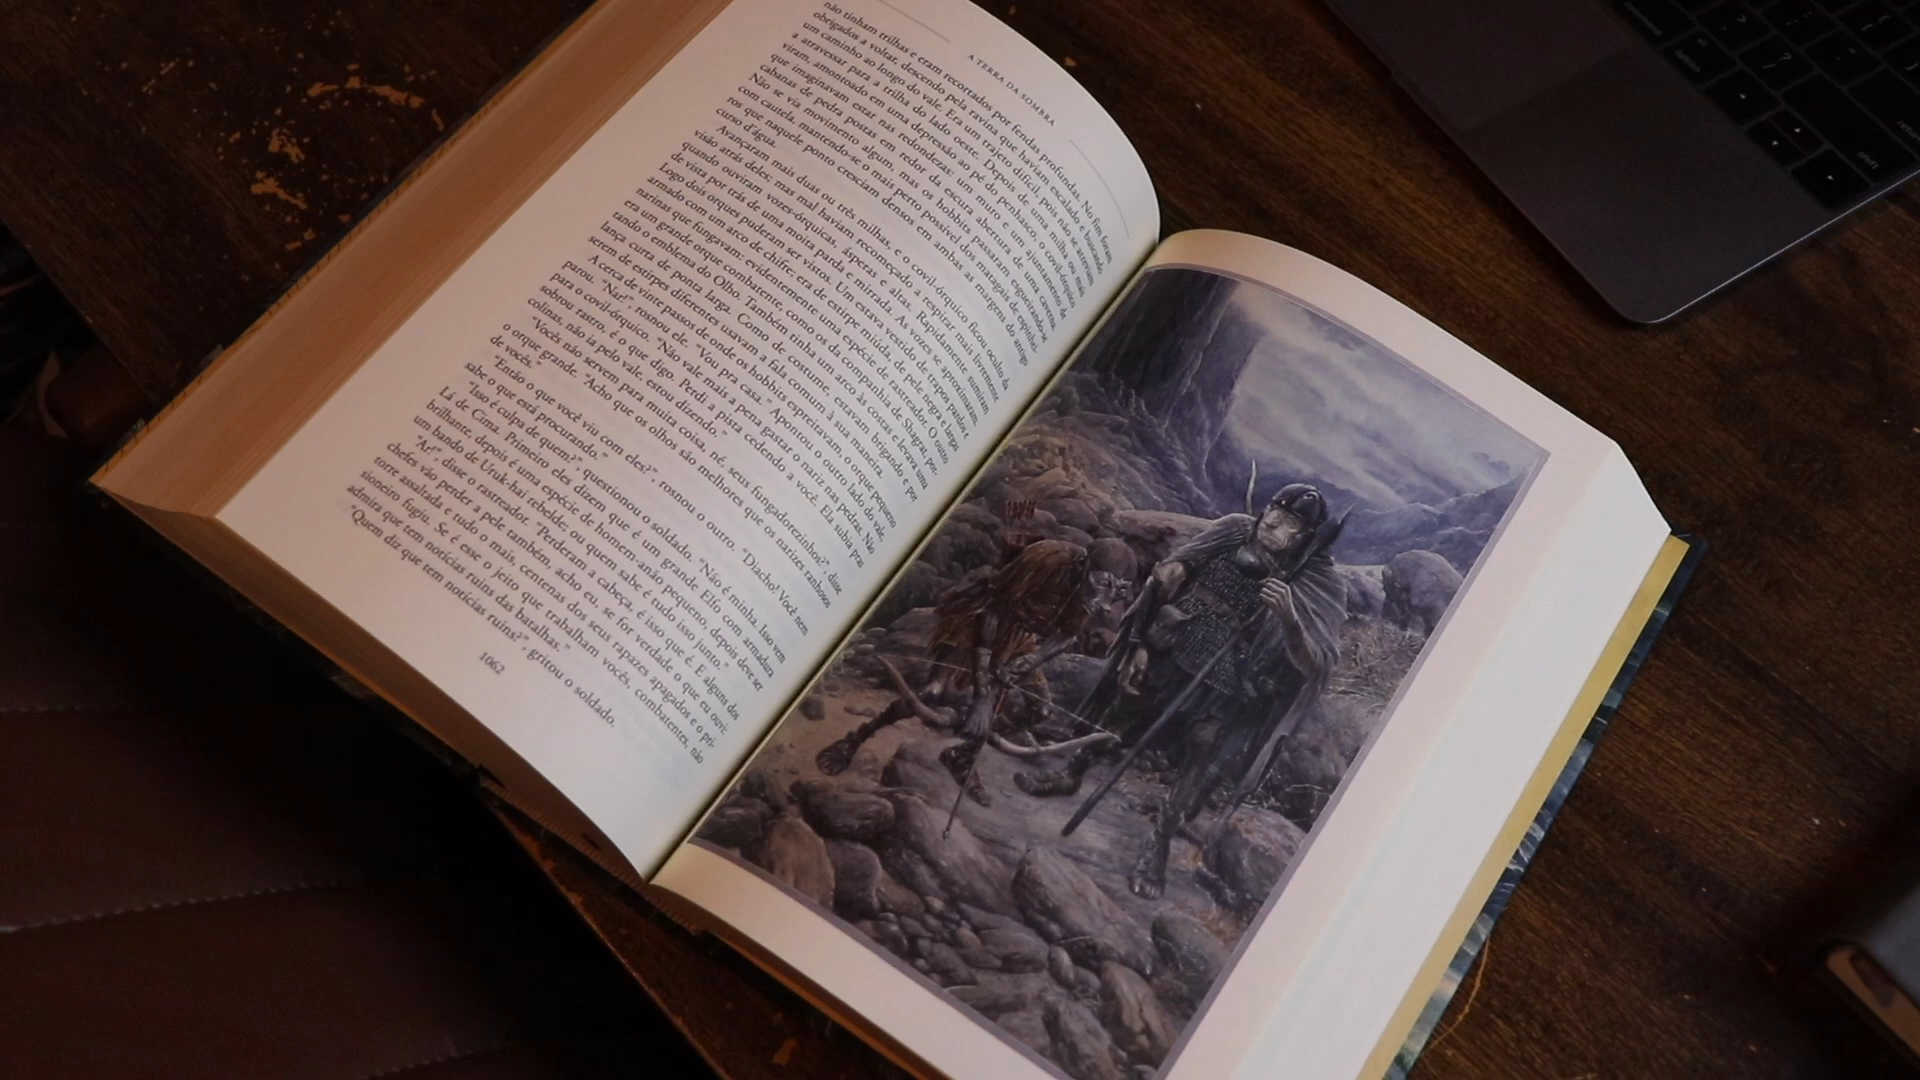 A TERRA DA SOMBRA
não tinham trilhas e eram recortados por fendas profundas. No fim foram
obrigados a voltar, descendo pela ravina que haviam escalado e buscando
um caminho ao longo do vale. Era um trajeto difícil, pois não se atreviam
a atravessar para a trilha do lado oeste. Depois de uma milha ou mais
viram, amontoado em uma depressão ao pé do penhasco, o covil-órquico
que imaginavam estar nas redondezas: um muro e um ajuntamento de
cabanas de pedra postas em redor da escura abertura de uma caverna.
Não se via movimento algum, mas os hobbits passaram esgueirando-se
com cautela, mantendo-se o mais perto possível dos matagais de espinhei-
ros que naquele ponto cresciam densos em ambas as margens do antigo
curso d'água.
Avançaram mais duas ou três milhas, e o covil-órquico ficou oculto da
visão atrás deles; mas mal haviam recomeçado a respirar mais livremente
quando ouviram vozes-órquicas, ásperas e altas. Rapidamente sumiram
de vista por trás de uma moita parda e mirrada. As vozes se aproximaram.
Logo dois orques puderam ser vistos. Um estava vestido de trapos pardos e
armado com um arco de chifre; era de estirpe miúda, de pele negra e largas
narinas que fungavam: evidentemente uma espécie de rastreador. O outro
era um grande orque combatente, como os da companhia de Shagrat, por-
tando o emblema do Olho. Também tinha um arco às costas e levava uma
lança curta de ponta larga. Como de costume, estavam brigando e por
serem de estirpes diferentes usavam a fala comum à sua maneira.
A cerca de vinte passos de onde os hobbits espreitavam, o orque pequeno
parou. "Nar!", rosnou ele. "Vou pra casa." Apontou o outro lado do vale,
para o covil-órquico. "Não vale mais a pena gastar o nariz nas pedras. Não
sobrou rastro, é o que digo. Perdi a pista cedendo a você. Ela subia pras
colinas, não ia pelo vale, estou dizendo."
"Vocês não servem para muita coisa, né, seus fungadorezinhos?", disse
o orque grande. "Acho que os olhos são melhores que os narizes ranhosos
de vocês."
"Então o que você viu com eles?", rosnou o outro. "Diacho! Você nem
sabe o que está procurando."
"Isso é culpa de quem?", questionou o soldado. "Não é minha. Isso vem
Lá de Cima. Primeiro eles dizem que é um grande Elfo com armadura
brilhante, depois é uma espécie de homem-anão pequeno, depois deve ser
um bando de Uruk-hai rebelde; ou quem sabe é tudo isso junto."
"Ar!", disse o rastreador. "Perderam a cabeça, é isso que é. E alguns dos
chefes vão perder a pele também, acho eu, se for verdade o que eu ouvi:
torre assaltada e tudo o mais, centenas dos seus rapazes apagados e o pri-
sioneiro fugiu. Se é esse o jeito que trabalham vocês, combatentes, não
admira que tem notícias ruins das batalhas."
"Quem diz que tem notícias ruins?", gritou o soldado.
1062
return
shift